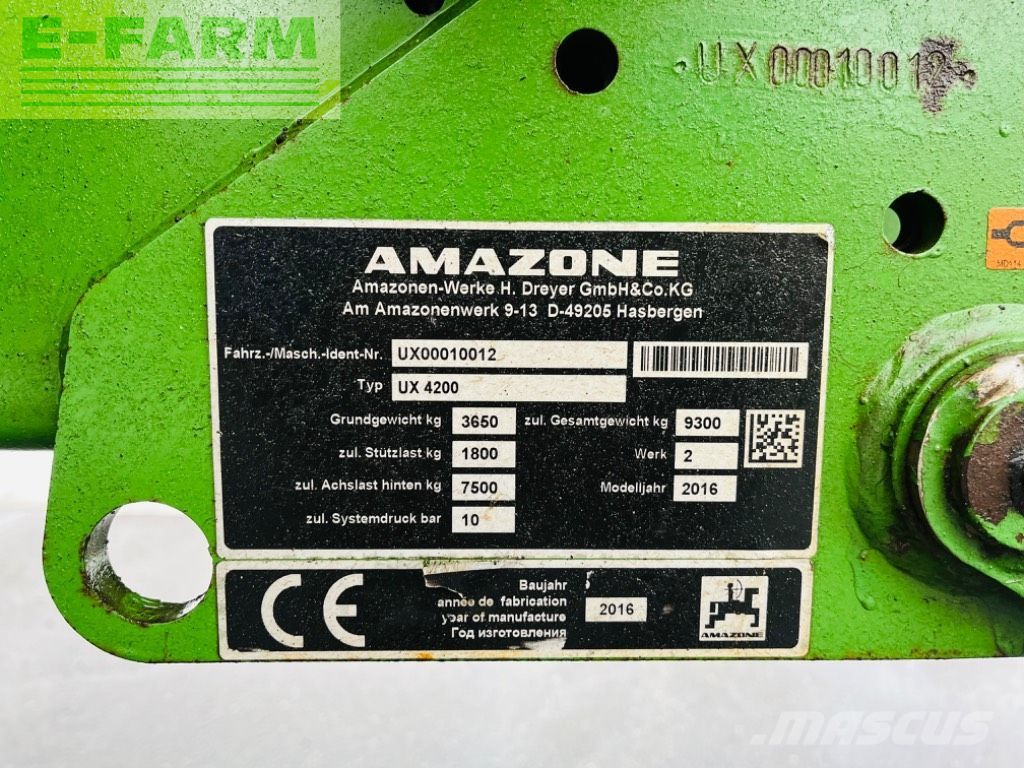 E-FARM
UX00010012
AMAZONE
Amazonen-Werke H. Dreyer GmbH&Co.KG
Am Amazonenwerk 9-13 D-49205 Hasbergen
Fahrz.-/Masch.-Ident-Nr. UX00010012
Typ UX 4200
Grundgewicht kg 3650 zul. Gesamtgewicht kg 9300
zul. Stützlast kg 1800 Werk 2
zul. Achslast hinten kg 7500 Modelljahr 2016
zul. Systemdruck bar 10
CE
Baujahr
année de fabrication
year of manufacture 2016
Год изготовления
AMAZONE
MASCUS